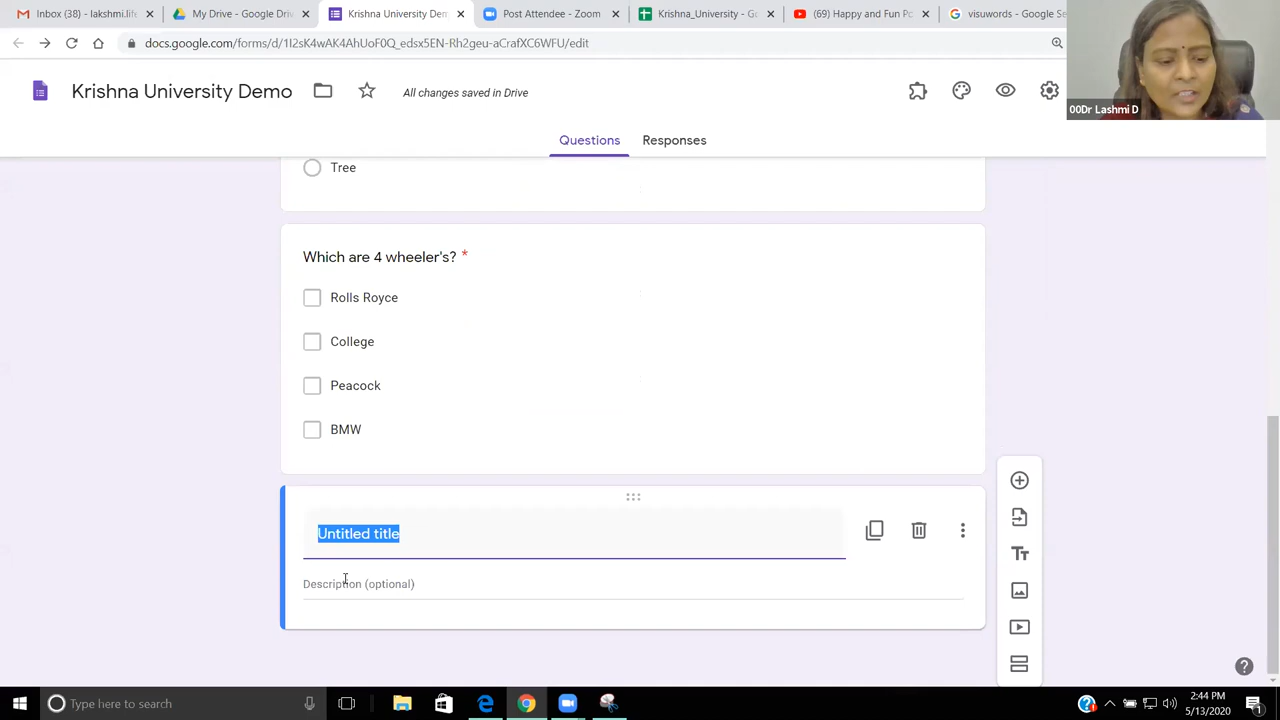 Inbox (38) - lashmi.life
My Drive - Google D
Krishna University Dem
Post Attendee - Zoom
Krishna_University - G
(69) Happy and Fun P
visuwords - Google Se
docs.google.com/forms/d/1I2sK4wAK4AhUoF0Q_edsx5EN-Rh2geu-aCrafXC6WFU/edit
Krishna University Demo
All changes saved in Drive
00Dr Lashmi D
Questions
Responses
Tree
Which are 4 wheeler's? *
Rolls Royce
College
Peacock
BMW
Untitled title
Description (optional)
Type here to search
2:44 PM
5/13/2020